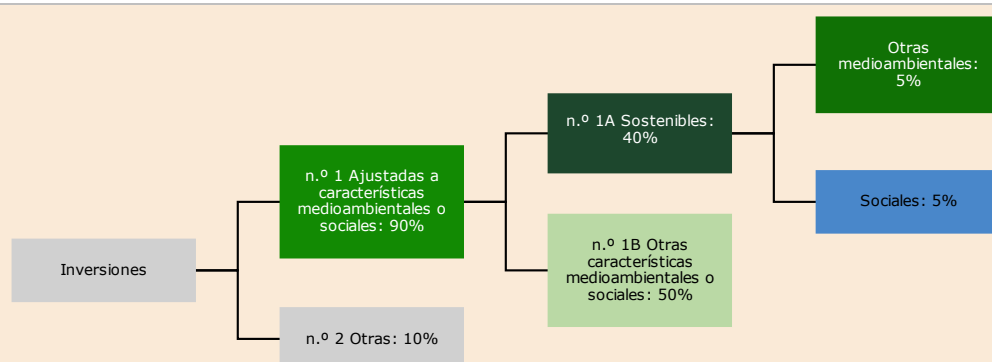 Inversiones
n.º 1 Ajustadas a
características
medioambientales o
sociales: 90%
n.º 2 Otras: 10%
n.º 1A Sostenibles:
40%
n.º 1B Otras
características
medioambientales o
sociales: 50%
Otras
medioambientales:
5%
Sociales: 5%